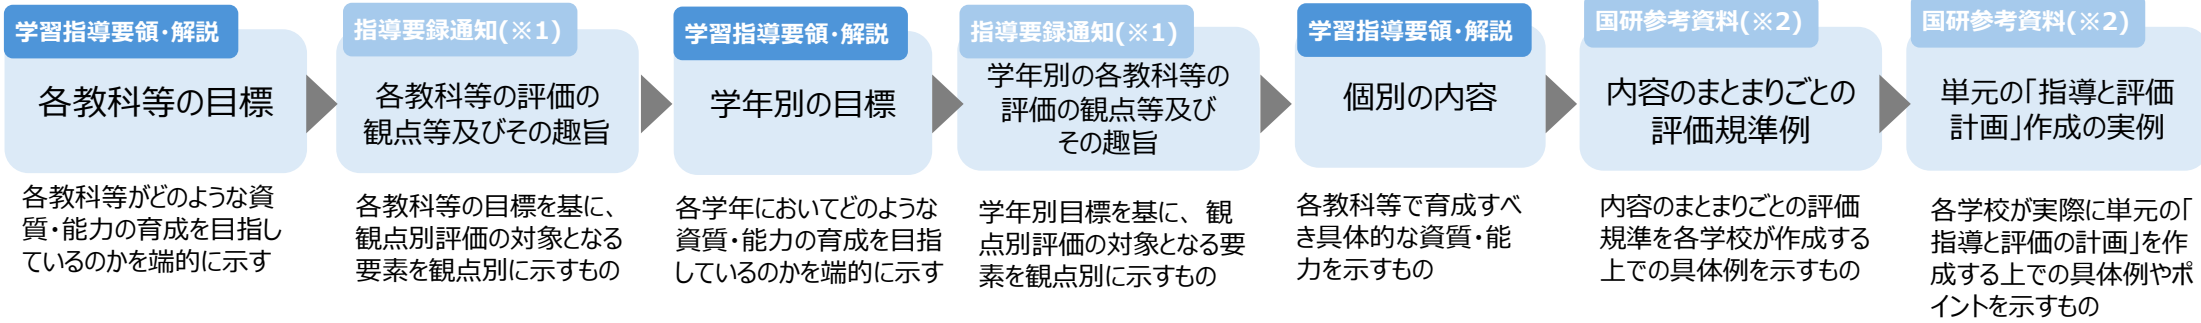 学習指導要領・解説
各教科等の目標
各教科等がどのような資
質・能力の育成を目指し
ているのかを端的に示す
指導要録通知(※1)
各教科等の評価の
観点等及びその趣旨
各教科等の目標を基に、
観点別評価の対象となる
要素を観点別に示すもの
学習指導要領・解説
学年別の目標
各学年においてどのような
資質・能力の育成を目指
しているのかを端的に示す
指導要録通知(※1)
学年別の各教科等の
評価の観点等及び
その趣旨
学年別目標を基に、観
点別評価の対象となる要
素を観点別に示すもの
学習指導要領・解説
個別の内容
各教科等で育成すべ
き具体的な資質・能
力を示すもの
国研参考資料(※2)
内容のまとまりごとの
評価規準例
内容のまとまりごとの評価
規準を各学校が作成する
上での具体例を示すもの
国研参考資料(※2)
単元の「指導と評価
計画」作成の実例
各学校が実際に単元の「
指導と評価の計画」を作
成する上での具体例やポ
イントを示すもの